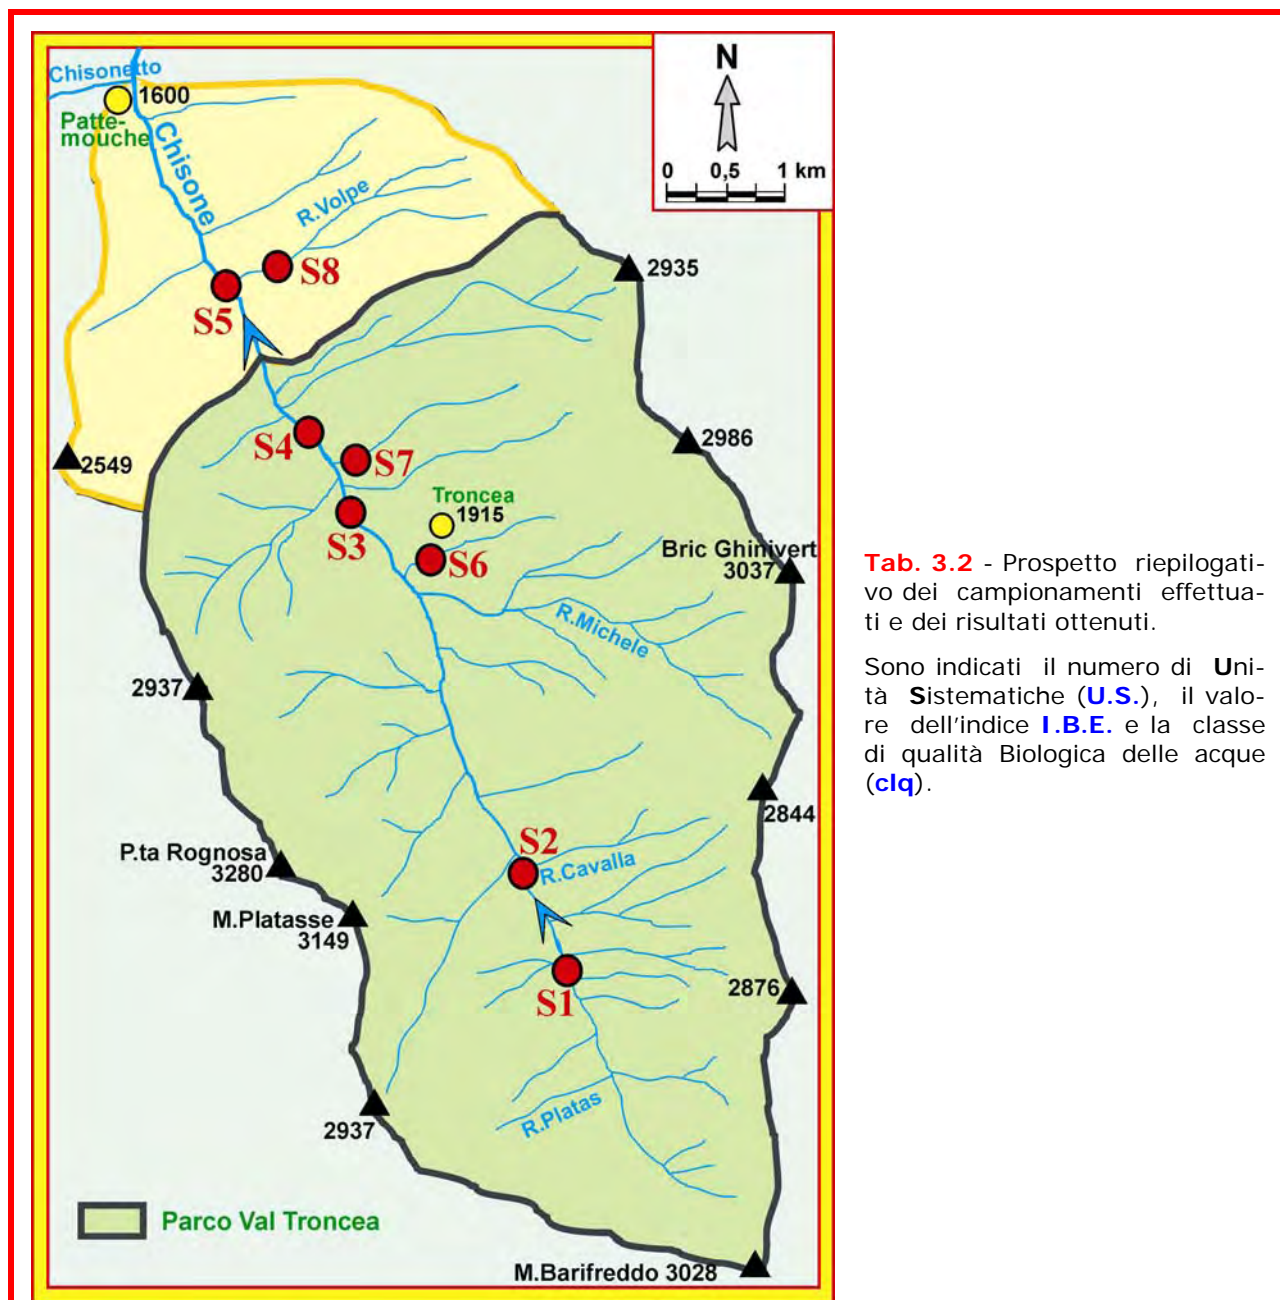 N
0 0,5 1 km
Chisonetto
1600
Patte-
mouche
Chisone
R.Volpe
S8
2935
S5
S4
S7
2986
2549
Troncea
1915
S3
S6
Bric Ghinivert
3037
R.Michele
2937
2844
S2
R.Cavalla
P.ta Rognosa
3280
M.Platasse
3149
S1
2876
R.Platas
2937
Parco Val Troncea
M.Barifreddo 3028
Tab. 3.2 - Prospetto riepilogati-
vo dei campionamenti effettua-
ti e dei risultati ottenuti.
Sono indicati il numero di Uni-
tà Sistematiche (U.S.), il valo-
re dell'indice I.B.E. e la classe
di qualità Biologica delle acque
(clq).